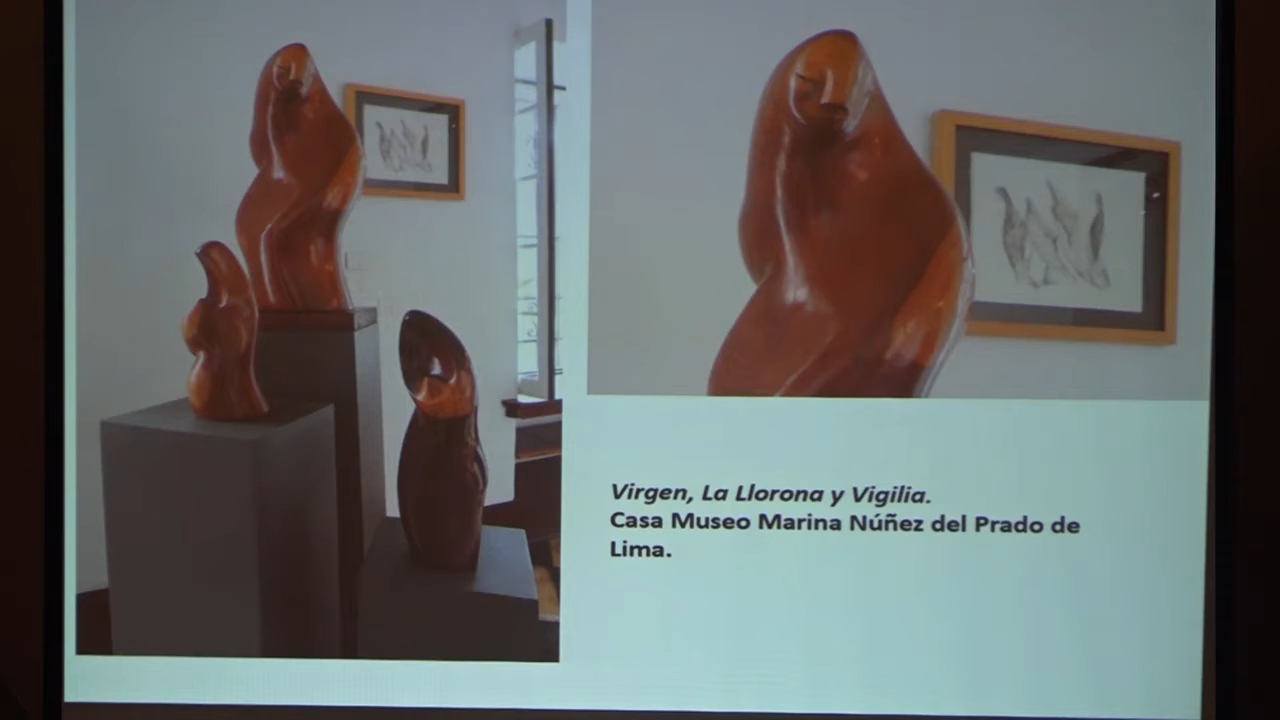 Virgen, La Llorona y Vigilia.
Casa Museo Marina Núñez del Prado de
Lima.